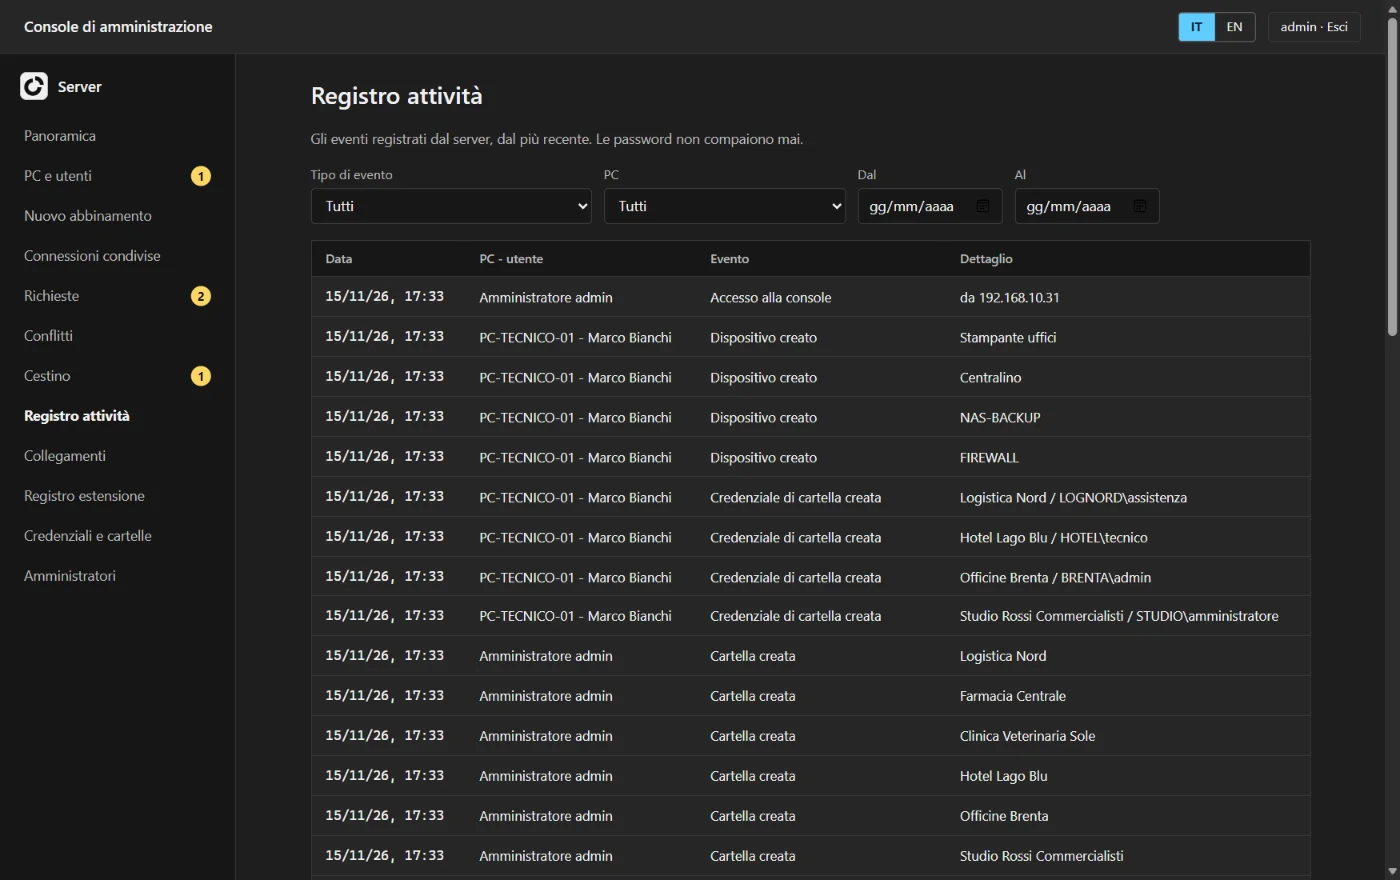 Console di amministrazione
IT EN admin · Esci
Server
Panoramica
PC e utenti 1
Nuovo abbinamento
Connessioni condivise
Richieste 2
Conflitti
Cestino 1
Registro attività
Collegamenti
Registro estensione
Credenziali e cartelle
Amministratori
Registro attività
Gli eventi registrati dal server, dal più recente. Le password non compaiono mai.
Tipo di evento PC Dal Al
Tutti Tutti gg/mm/aaaa gg/mm/aaaa
Data PC - utente Evento Dettaglio
15/11/26, 17:33 Amministratore admin Accesso alla console da 192.168.10.31
15/11/26, 17:33 PC-TECNICO-01 - Marco Bianchi Dispositivo creato Stampante uffici
15/11/26, 17:33 PC-TECNICO-01 - Marco Bianchi Dispositivo creato Centralino
15/11/26, 17:33 PC-TECNICO-01 - Marco Bianchi Dispositivo creato NAS-BACKUP
15/11/26, 17:33 PC-TECNICO-01 - Marco Bianchi Dispositivo creato FIREWALL
15/11/26, 17:33 PC-TECNICO-01 - Marco Bianchi Credenziale di cartella creata Logistica Nord / LOGNORD\assistenza
15/11/26, 17:33 PC-TECNICO-01 - Marco Bianchi Credenziale di cartella creata Hotel Lago Blu / HOTEL\tecnico
15/11/26, 17:33 PC-TECNICO-01 - Marco Bianchi Credenziale di cartella creata Officine Brenta / BRENTA\admin
15/11/26, 17:33 PC-TECNICO-01 - Marco Bianchi Credenziale di cartella creata Studio Rossi Commercialisti / STUDIO\amministratore
15/11/26, 17:33 Amministratore admin Cartella creata Logistica Nord
15/11/26, 17:33 Amministratore admin Cartella creata Farmacia Centrale
15/11/26, 17:33 Amministratore admin Cartella creata Clinica Veterinaria Sole
15/11/26, 17:33 Amministratore admin Cartella creata Hotel Lago Blu
15/11/26, 17:33 Amministratore admin Cartella creata Officine Brenta
15/11/26, 17:33 Amministratore admin Cartella creata Studio Rossi Commercialisti